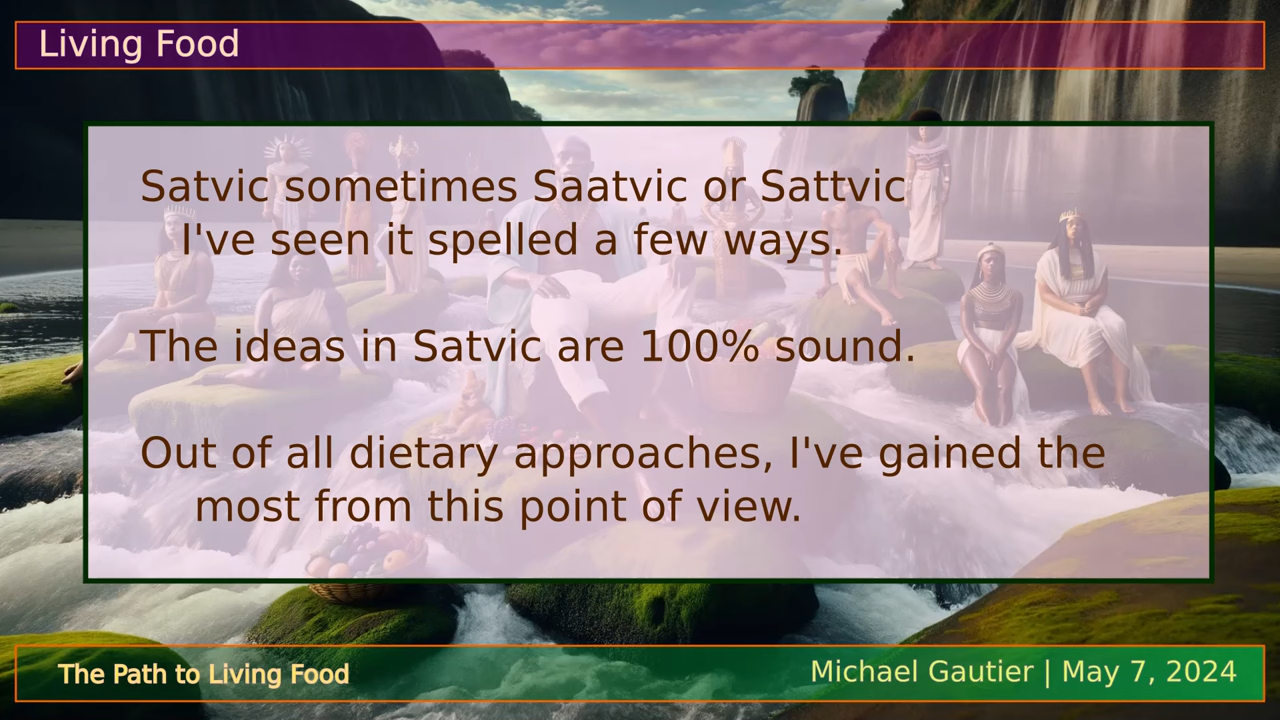 Living Food
Satvic sometimes Saatvic or Sattvic
I've seen it spelled a few ways.
The ideas in Satvic are 100% sound.
Out of all dietary approaches, I've gained the
most from this point of view.
The Path to Living Food
Michael Gautier | May 7, 2024